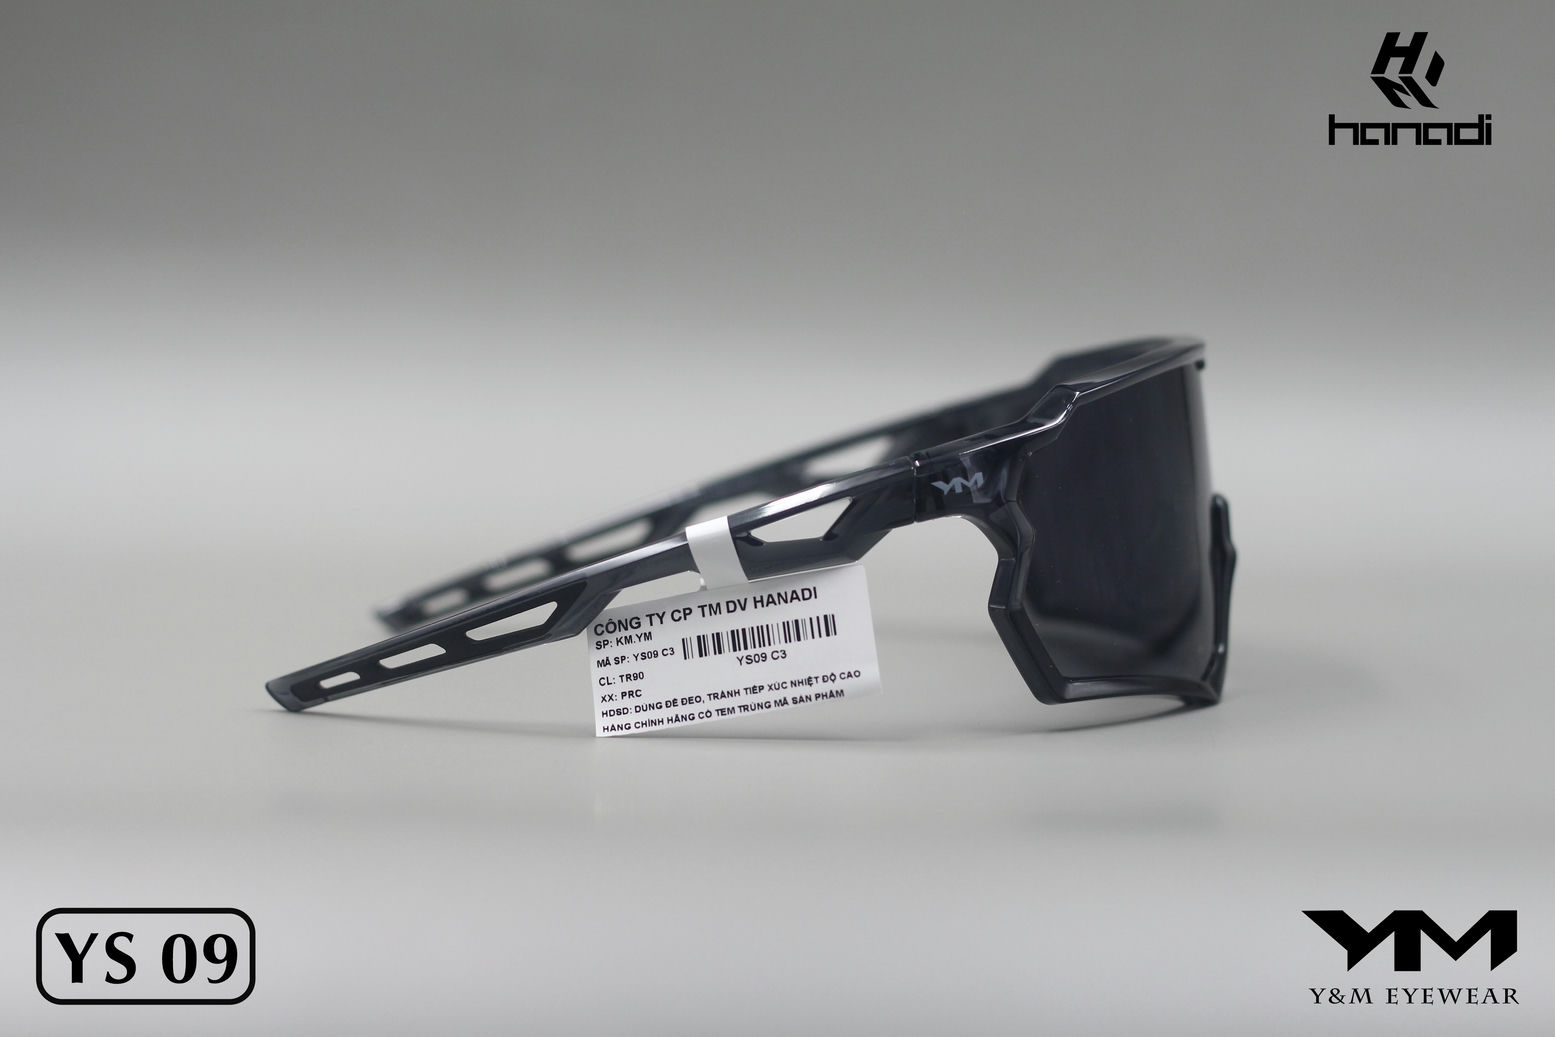 hanadi
YM
CÔNG TY CP TM DV HANADI
SP: KM.YM
MÃ SP: YS09 C3
YS09 C3
CL: TR90
XX: PRC
HDSD: DÙNG ĐỂ ĐEO, TRÁNH TIẾP XÚC NHIỆT ĐỘ CAO
HÀNG CHÍNH HÃNG CÓ TEM TRÙNG MÃ SẢN PHẨM
YS 09
YM
Y&M EYEWEAR